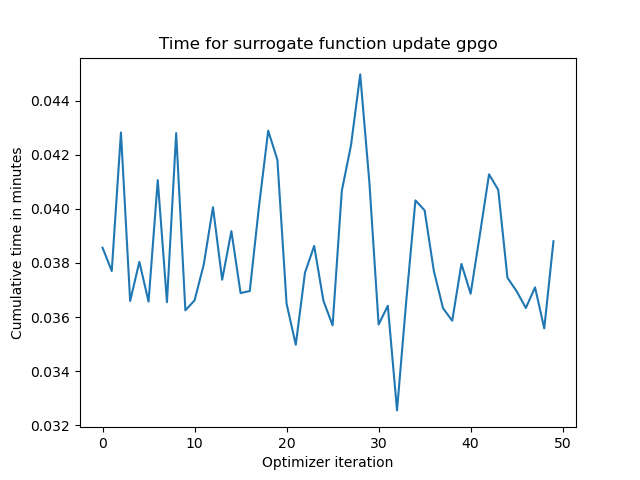 Time for surrogate function update gpgo
0.044
0.042
0.040
0.038
0.036
0.034
0.032
Cumulative time in minutes
0 10 20 30 40 50
Optimizer iteration